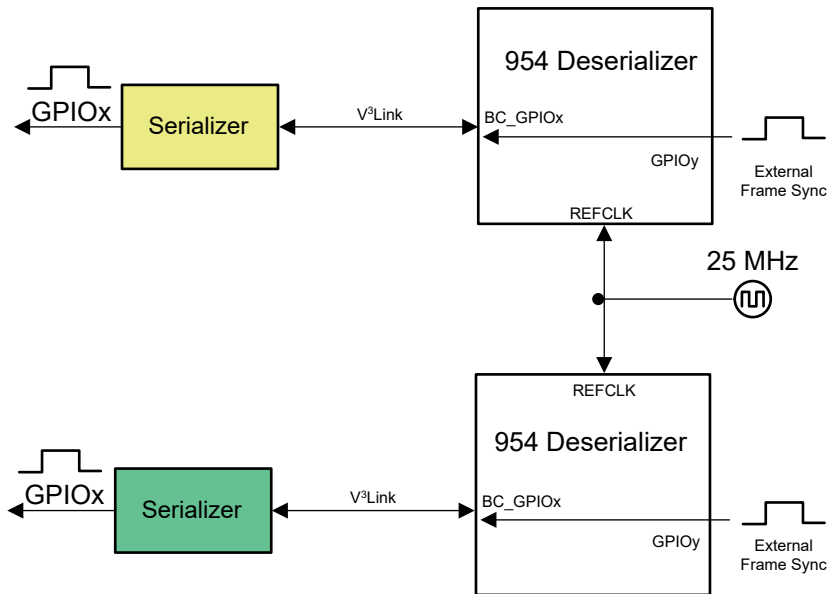 954 Deserializer
GPIOx
Serializer
V³Link
BC_GPIOx
GPIOy
External
Frame Sync
REFCLK
25 MHz
REFCLK
954 Deserializer
GPIOx
Serializer
V³Link
BC_GPIOx
GPIOy
External
Frame Sync